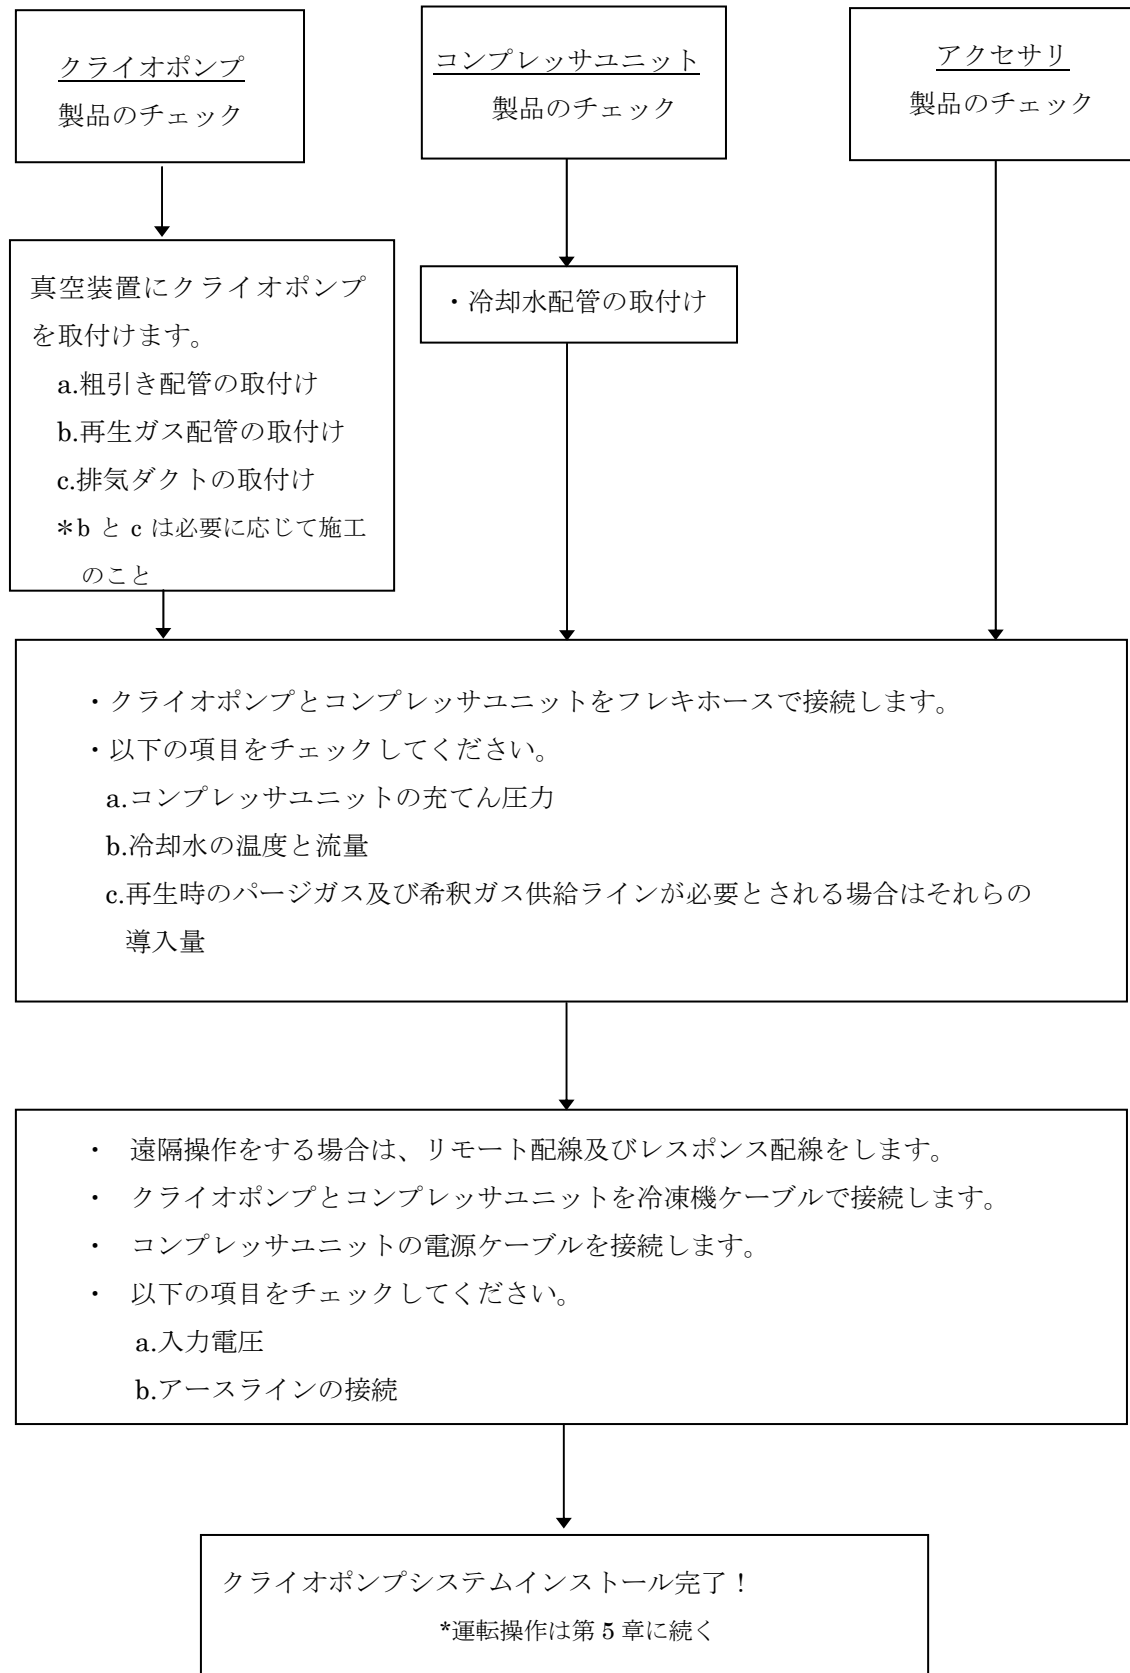 クライオポンプ
製品のチェック
コンプレッサユニット
製品のチェック
アクセサリ
製品のチェック
真空装置にクライオポンプ
を取付けます。
a.粗引き配管の取付け
b.再生ガス配管の取付け
c.排気ダクトの取付け
＊b と c は必要に応じて施工
のこと
・冷却水配管の取付け
・クライオポンプとコンプレッサユニットをフレキホースで接続します。
・以下の項目をチェックしてください。
a.コンプレッサユニットの充てん圧力
b.冷却水の温度と流量
c.再生時のパージガス及び希釈ガス供給ラインが必要とされる場合はそれらの
導入量
・ 遠隔操作をする場合は、リモート配線及びレスポンス配線をします。
・ クライオポンプとコンプレッサユニットを冷凍機ケーブルで接続します。
・ コンプレッサユニットの電源ケーブルを接続します。
・ 以下の項目をチェックしてください。
a.入力電圧
b.アースラインの接続
クライオポンプシステムインストール完了！
*運転操作は第 5 章に続く